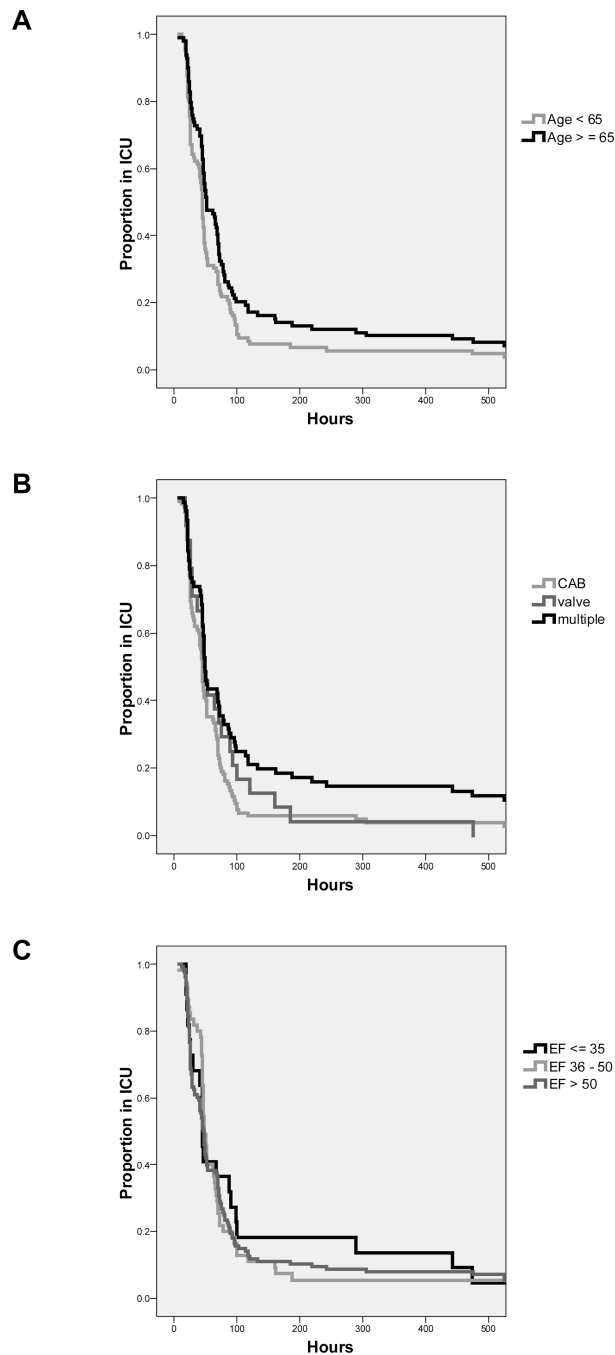 A
Proportion in ICU
1.0
0.8
0.6
0.4
0.2
0.0
0 100 200 300 400 500
Hours
Age < 65
Age > = 65
B
Proportion in ICU
1.0
0.8
0.6
0.4
0.2
0.0
0 100 200 300 400 500
Hours
CAB
valve
multiple
C
Proportion in ICU
1.0
0.8
0.6
0.4
0.2
0.0
0 100 200 300 400 500
Hours
EF <= 35
EF 36 - 50
EF > 50